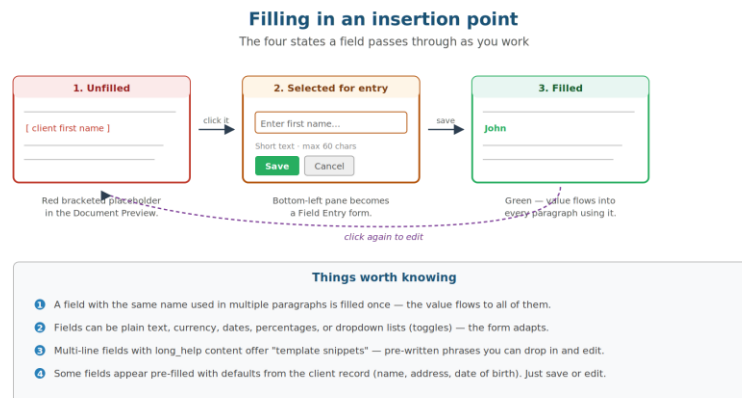 Filling in an insertion point
The four states a field passes through as you work
1. Unfilled
[ client first name ]
Red bracketed placeholder
in the Document Preview.
click it
2. Selected for entry
Enter first name...
Short text · max 60 chars
Save
Cancel
Bottom-left pane becomes
a Field Entry form.
save
3. Filled
John
Green — value flows into
every paragraph using it.
click again to edit
Things worth knowing
1 A field with the same name used in multiple paragraphs is filled once — the value flows to all of them.
2 Fields can be plain text, currency, dates, percentages, or dropdown lists (toggles) — the form adapts.
3 Multi-line fields with long_help content offer "template snippets" — pre-written phrases you can drop in and edit.
4 Some fields appear pre-filled with defaults from the client record (name, address, date of birth). Just save or edit.